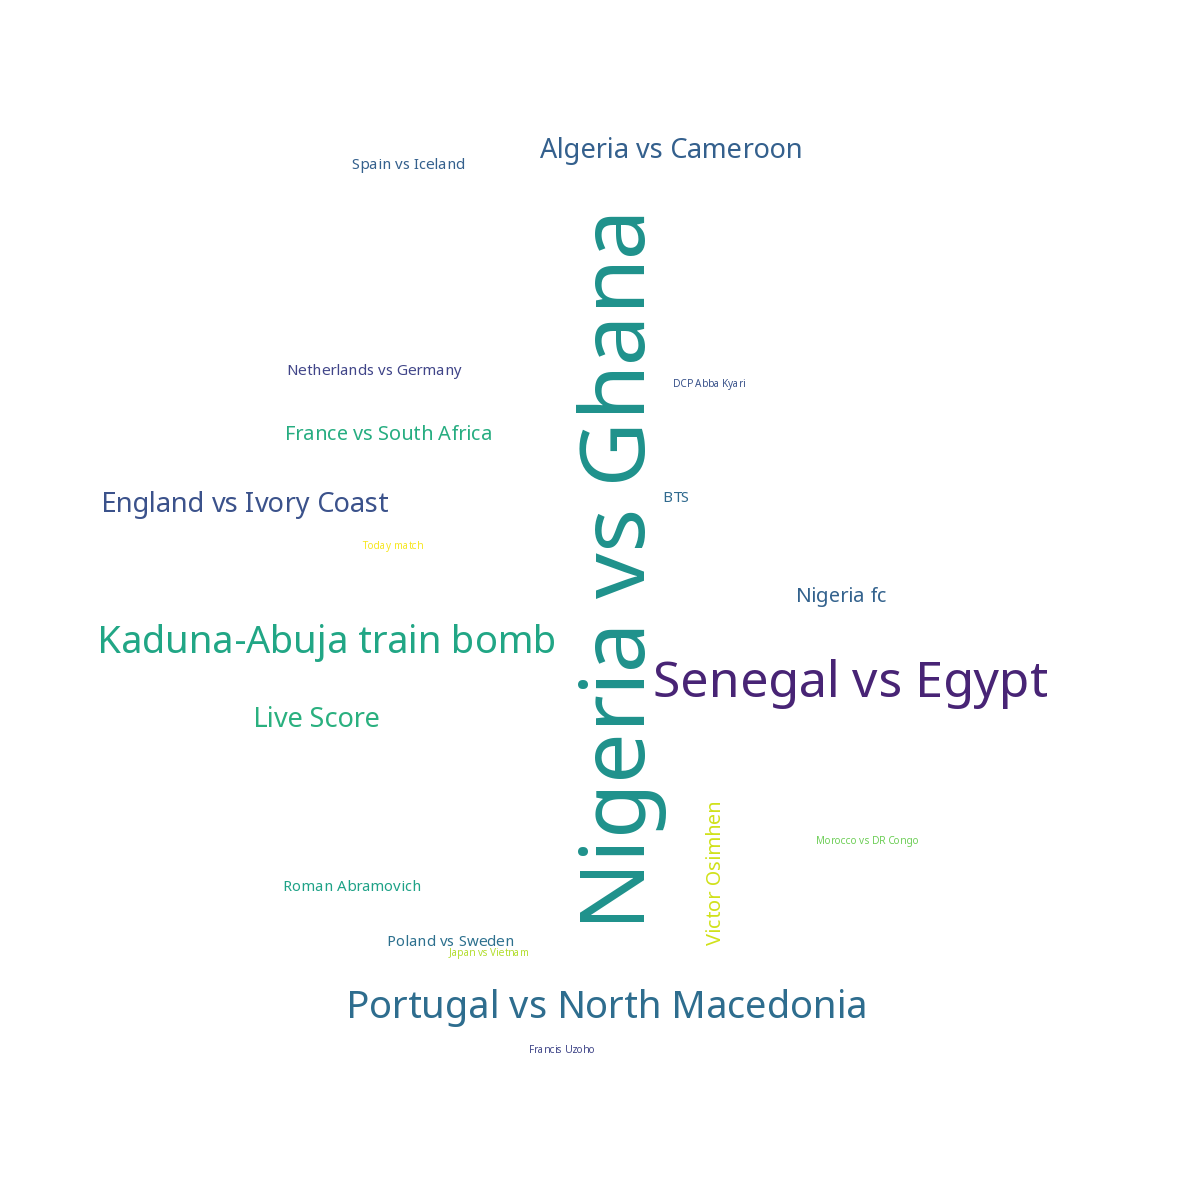 Algeria vs Cameroon
Spain vs Iceland
Nigeria vs Ghana
Netherlands vs Germany
DCP Abba Kyari
France vs South Africa
England vs Ivory Coast
BTS
Today match
Nigeria fc
Kaduna-Abuja train bomb
Senegal vs Egypt
Live Score
Victor Osimhen
Morocco vs DR Congo
Roman Abramovich
Poland vs Sweden
Japan vs Vietnam
Portugal vs North Macedonia
Francis Uzoho